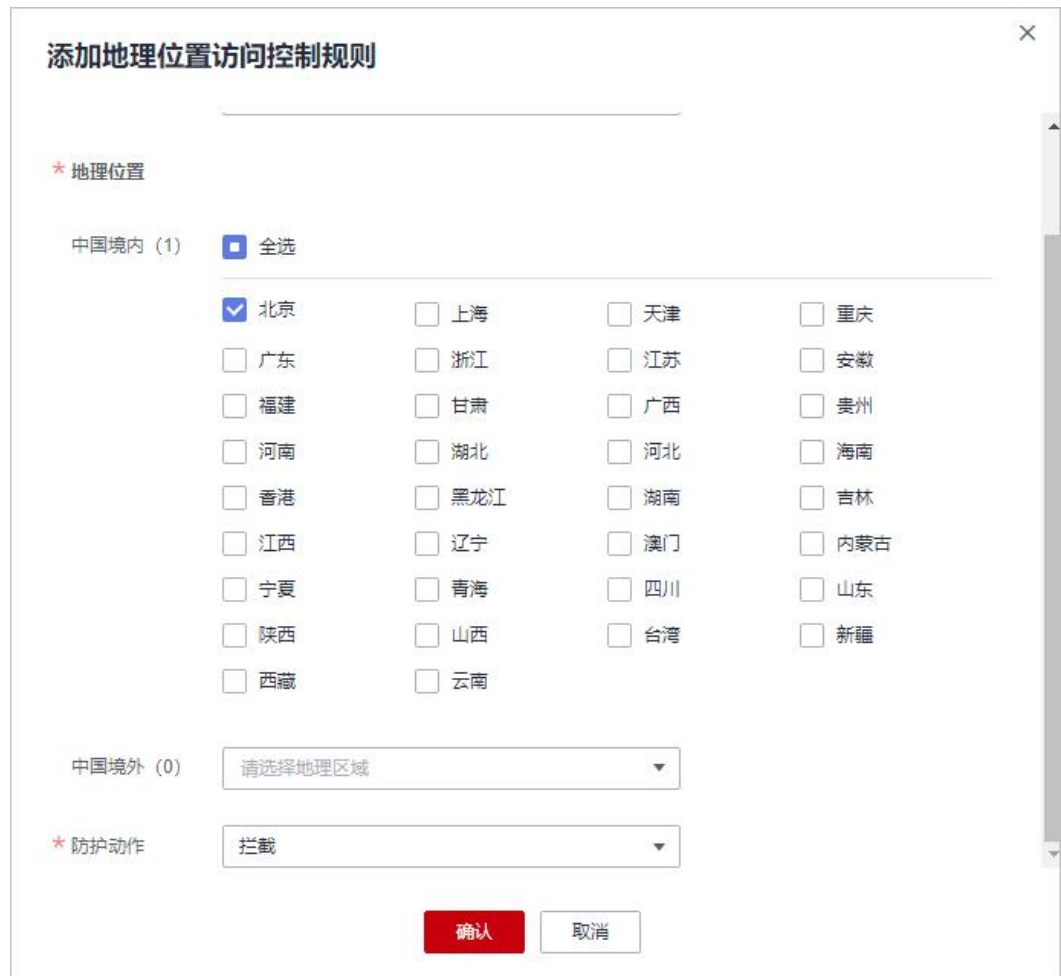 添加地理位置访问控制规则
* 地理位置
中国境内 (1) 全选
北京 上海 天津 重庆
广东 浙江 江苏 安徽
福建 甘肃 广西 贵州
河南 湖北 河北 海南
香港 黑龙江 湖南 吉林
江西 辽宁 澳门 内蒙古
宁夏 青海 四川 山东
陕西 山西 台湾 新疆
西藏 云南
中国境外 (0) 请选择地理区域
* 防护动作 拦截
确认 取消